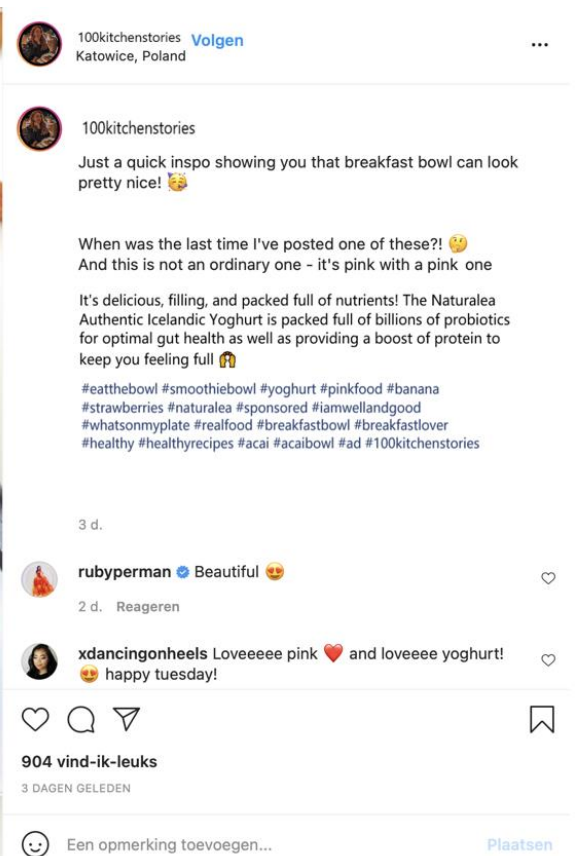 100kitchenstories Volgen
Katowice, Poland
100kitchenstories
Just a quick inspo showing you that breakfast bowl can look
pretty nice! 🥳
When was the last time I've posted one of these?! 🤔
And this is not an ordinary one - it's pink with a pink one
It's delicious, filling, and packed full of nutrients! The Naturalea
Authentic Icelandic Yoghurt is packed full of billions of probiotics
for optimal gut health as well as providing a boost of protein to
keep you feeling full 🙌
#eatthebowl #smoothiebowl #yoghurt #pinkfood #banana
#strawberries #naturalea #sponsored #iamwellandgood
#whatsonmyplate #realfood #breakfastbowl #breakfastlover
#healthy #healthyrecipes #acai #acaibowl #ad #100kitchenstories
3 d.
rubyperman Beautiful 😍
2 d. Reageren
xdancingonheels Loveeeee pink ❤️ and loveeee yoghurt!
😍 happy tuesday!
904 vind-ik-leuks
3 DAGEN GELEDEN
Een opmerking toevoegen... Plaatsen